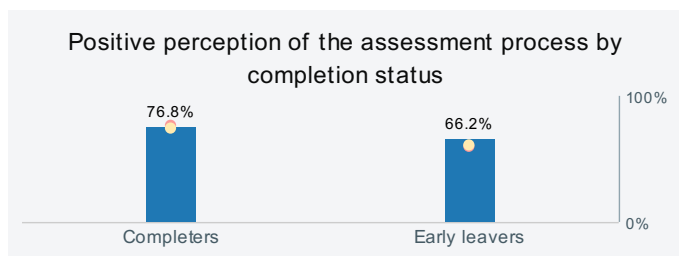 Positive perception of the assessment process by
completion status
100%
76.8%
66.2%
0%
Completers
Early leavers